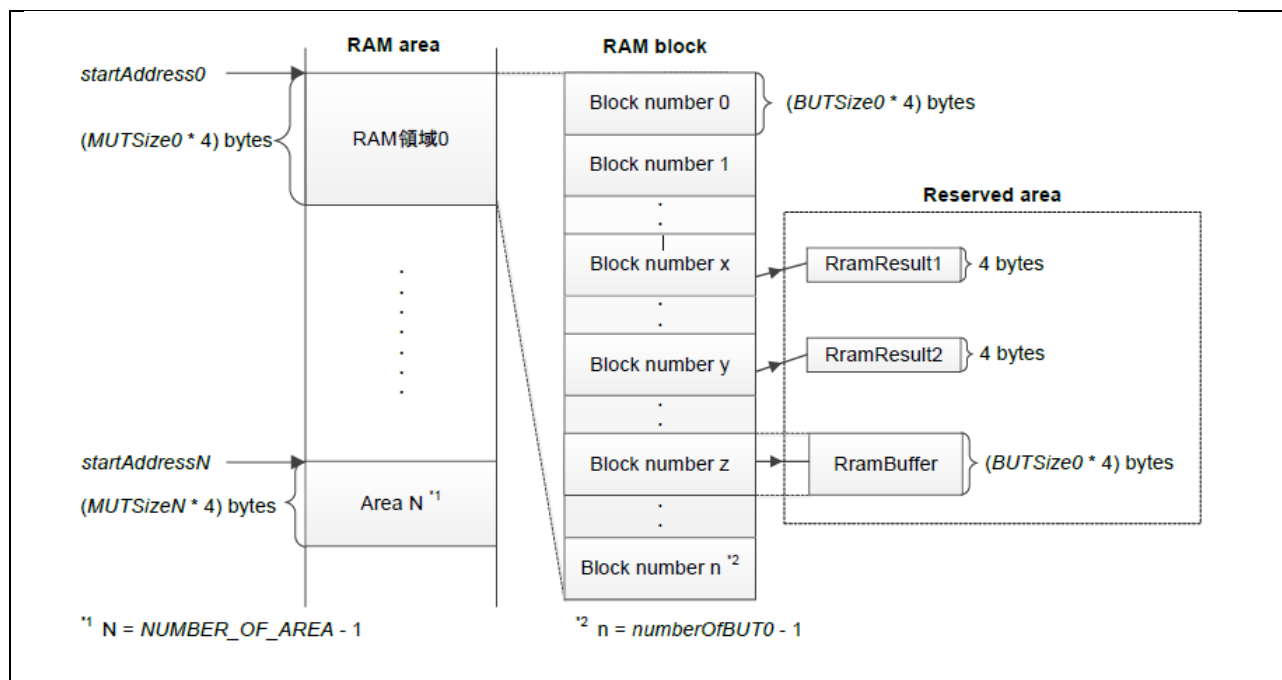 RAM area
RAM block
startAddress0
(MUTSize0 * 4) bytes
RAM領域0
Block number 0
(BUTSize0 * 4) bytes
Block number 1
Reserved area
Block number x
RramResult1
4 bytes
Block number y
RramResult2
4 bytes
startAddressN
(MUTSizeN * 4) bytes
Area N *1
Block number z
RramBuffer
(BUTSize0 * 4) bytes
Block number n *2
*1 N = NUMBER_OF_AREA - 1
*2 n = numberOfBUT0 - 1